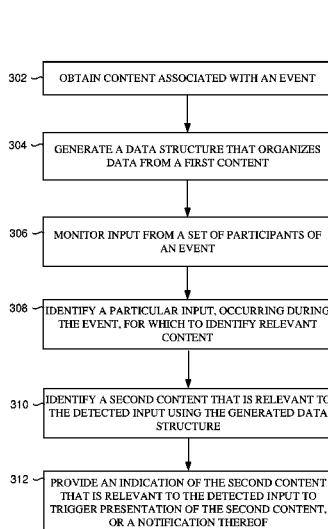 302
OBTAIN CONTENT ASSOCIATED WITH AN EVENT
304
GENERATE A DATA STRUCTURE THAT ORGANIZES
DATA FROM A FIRST CONTENT
306
MONITOR INPUT FROM A SET OF PARTICIPANTS OF
AN EVENT
308
IDENTIFY A PARTICULAR INPUT, OCCURRING DURING
THE EVENT, FOR WHICH TO IDENTIFY RELEVANT
CONTENT
310
IDENTIFY A SECOND CONTENT THAT IS RELEVANT TO
THE DETECTED INPUT USING THE GENERATED DATA
STRUCTURE
312
PROVIDE AN INDICATION OF THE SECOND CONTENT
THAT IS RELEVANT TO THE DETECTED INPUT TO
TRIGGER PRESENTATION OF THE SECOND CONTENT,
OR A NOTIFICATION THEREOF